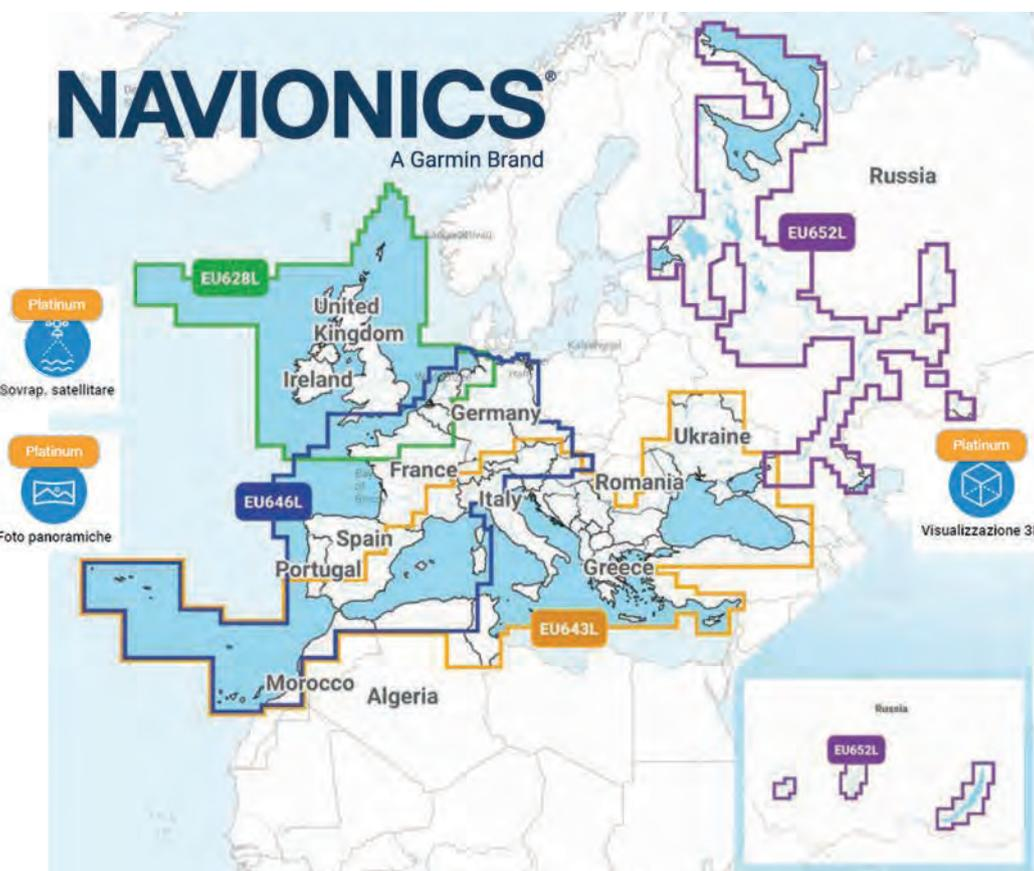 NAVIONICS®
A Garmin Brand
Russia
EU652L
EU628L
Platinum
Sovrap. satellitare
United
Kingdom
Ireland
Germany
Ukraine
Platinum
Foto panoramiche
France
Romania
Platinum
Visualizzazione 3
EU646L
Italy
Spain
Portugal
Greece
EU643L
Morocco
Algeria
Russia
EU652L